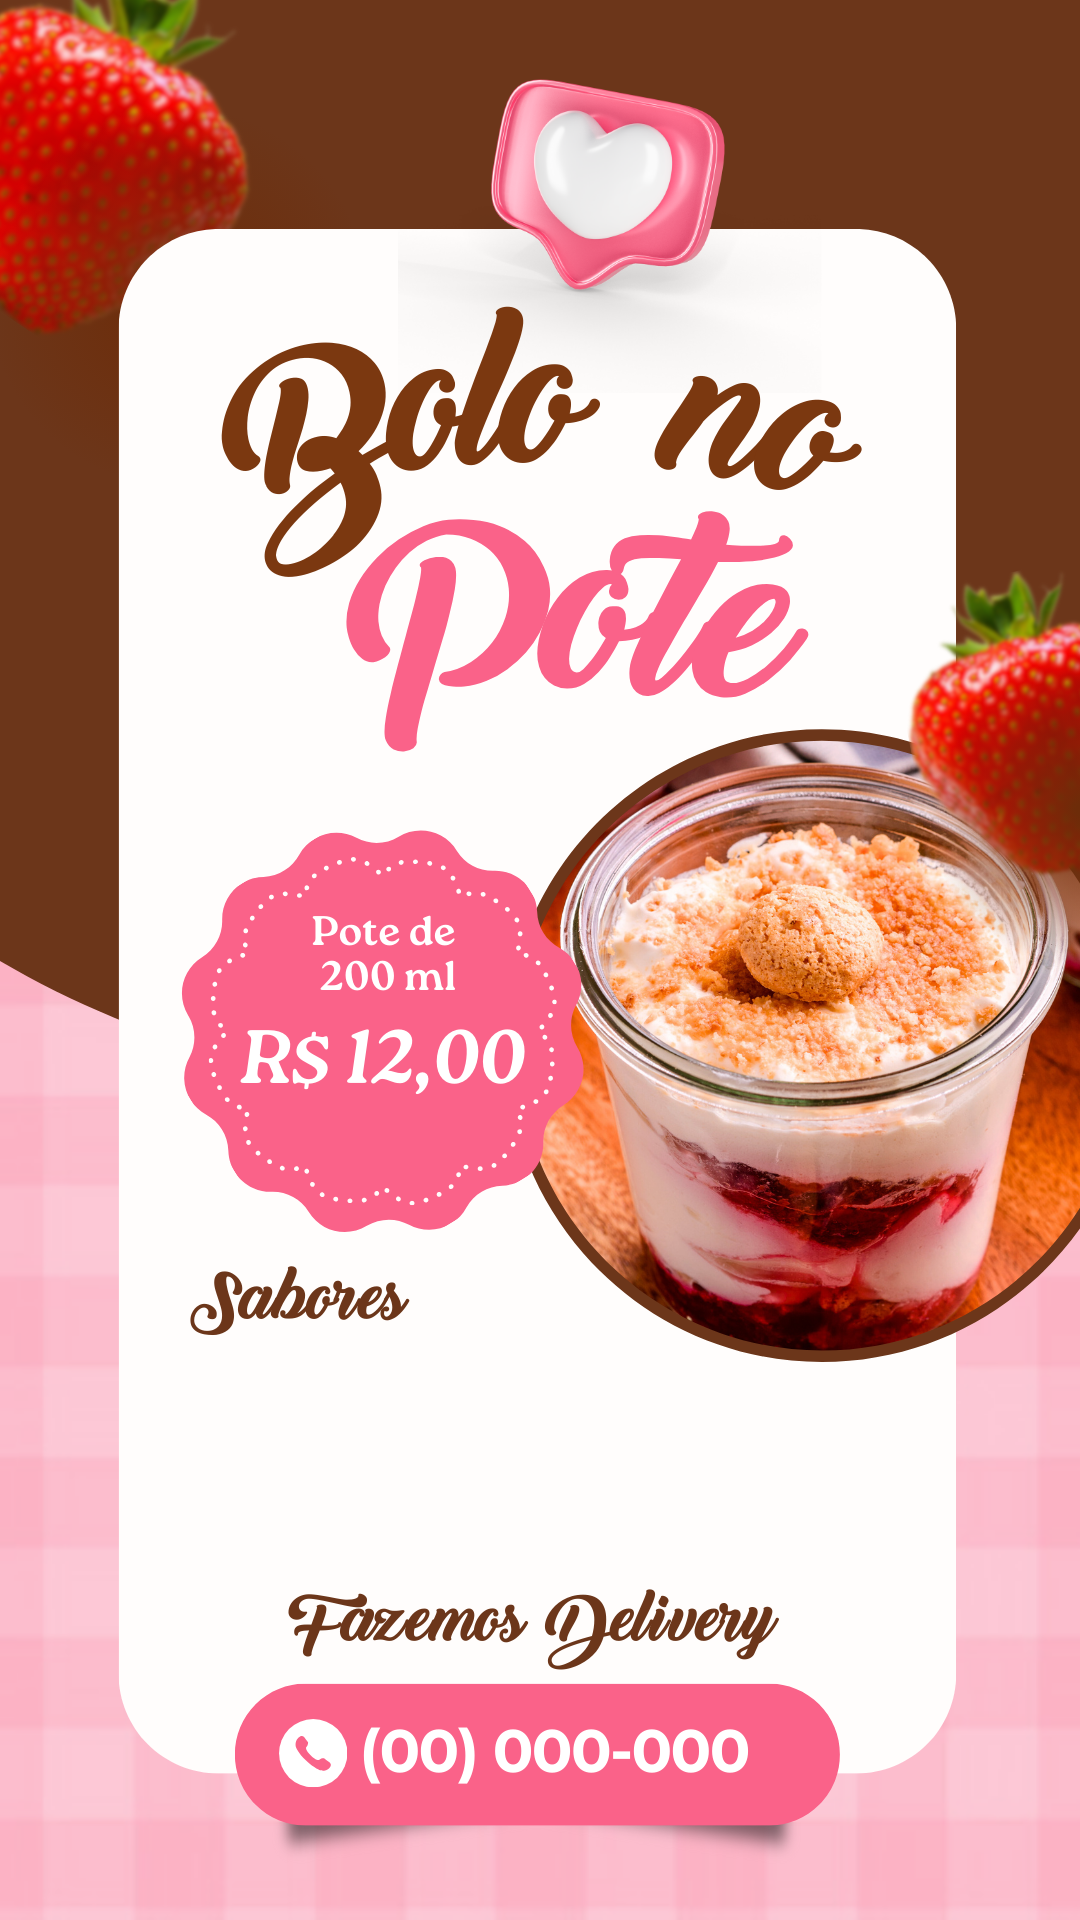 Bolo no
Pote
Pote de
200 ml
R$ 12,00
Sabores
Fazemos Delivery
(00) 000-000